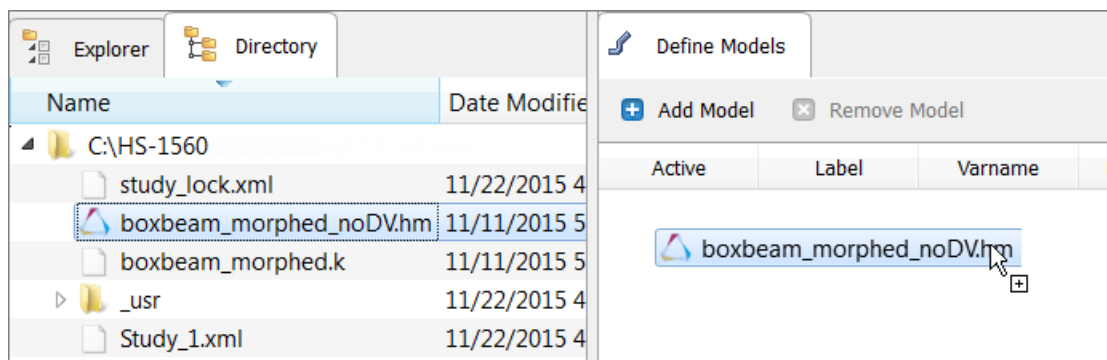 Explorer Directory
Name Date Modifie
C:\HS-1560
study_lock.xml 11/22/2015 4
boxbeam_morphed_noDV.hm 11/11/2015 5
boxbeam_morphed.k 11/11/2015 5
_usr 11/22/2015 4
Study_1.xml 11/22/2015 4
Define Models
Add Model Remove Model
Active Label Varname
boxbeam_morphed_noDV.hm